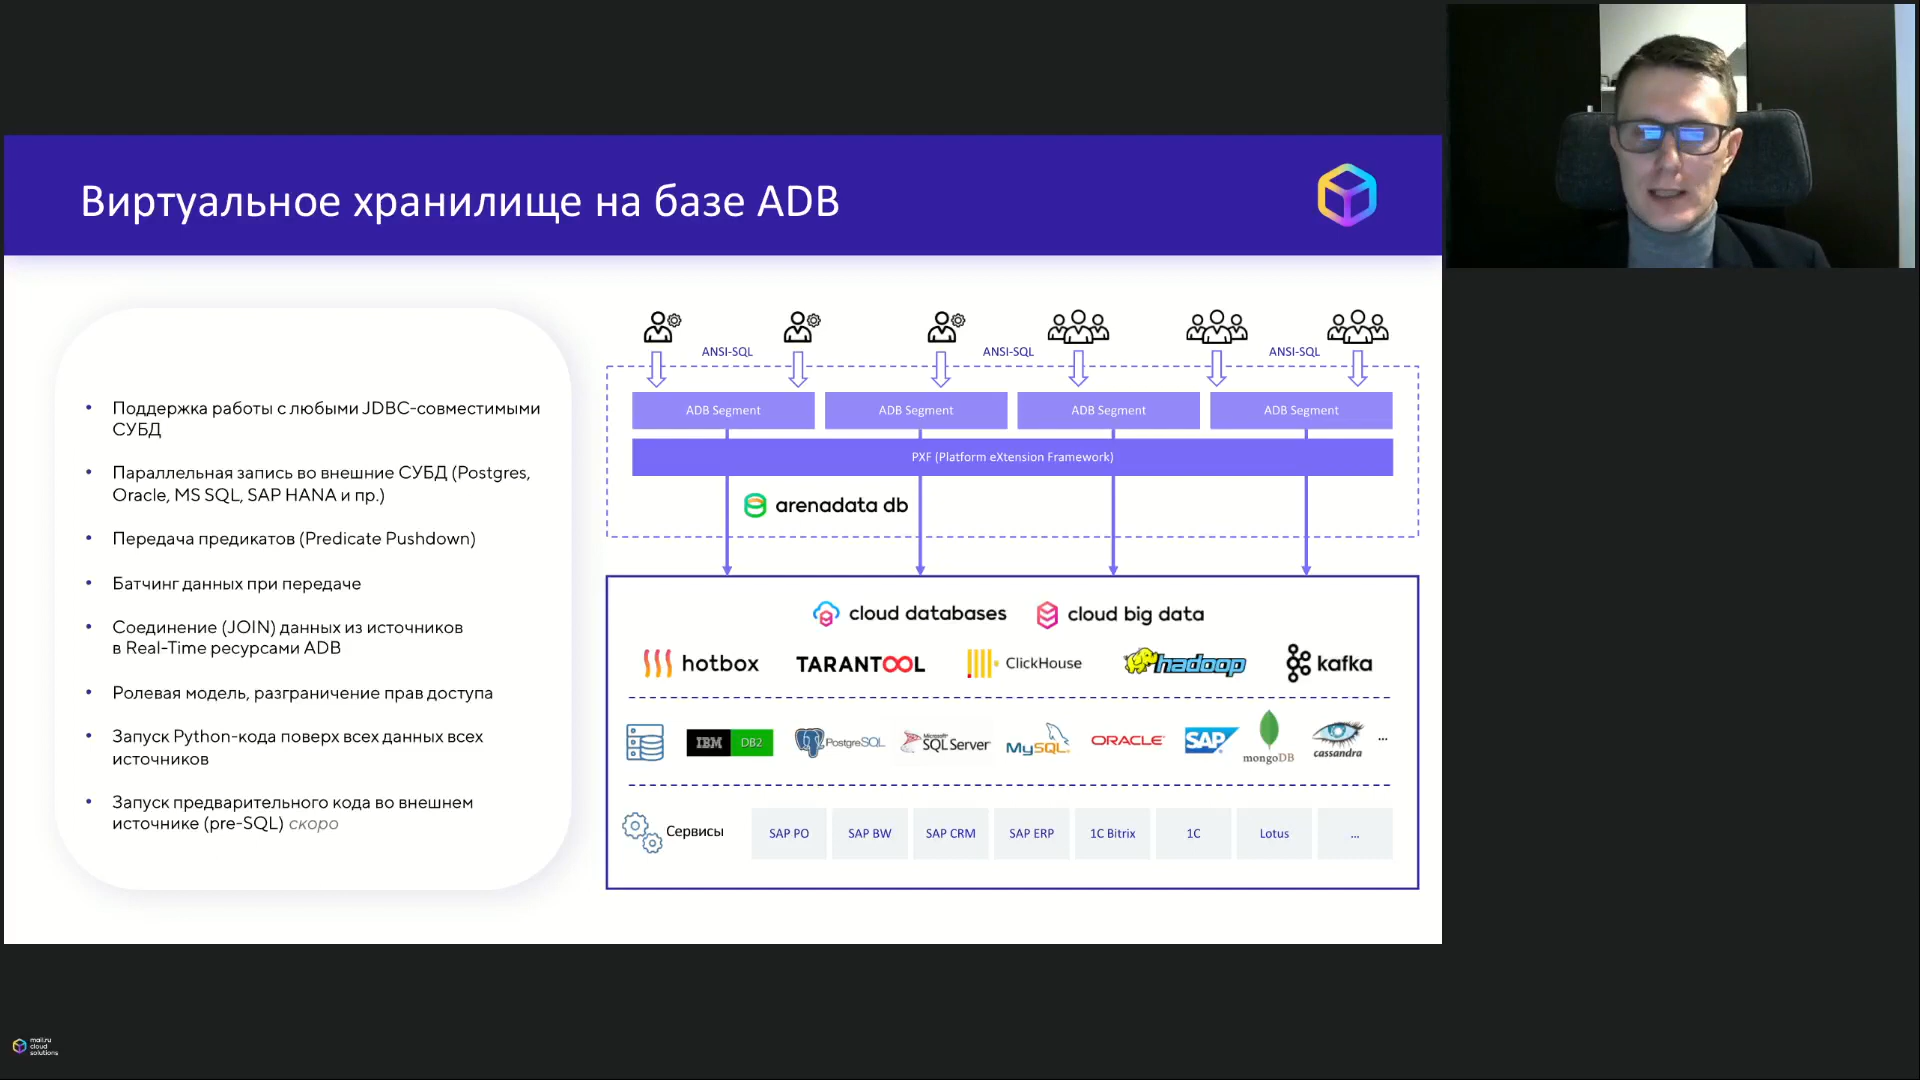 Виртуальное хранилище на базе ADB
• Поддержка работы с любыми JDBC-совместимыми
СУБД
• Параллельная запись во внешние СУБД (Postgres,
Oracle, MS SQL, SAP HANA и пр.)
• Передача предикатов (Predicate Pushdown)
• Батчинг данных при передаче
• Соединение (JOIN) данных из источников
в Real-Time ресурсами ADB
• Ролевая модель, разграничение прав доступа
• Запуск Python-кода поверх всех данных всех
источников
• Запуск предварительного кода во внешнем
источнике (pre-SQL) скоро
ANSI-SQL ANSI-SQL ANSI-SQL
ADB Segment ADB Segment ADB Segment ADB Segment
PXF (Platform eXtension Framework)
arenadata db
cloud databases cloud big data
hotbox TARANTOOL ClickHouse hadoop kafka
IBM DB2 PostgreSQL Microsoft SQL Server MySQL ORACLE SAP mongoDB cassandra ...
Сервисы SAP PO SAP BW SAP CRM SAP ERP 1C Bitrix 1C Lotus ...
mail.ru
cloud
solutions